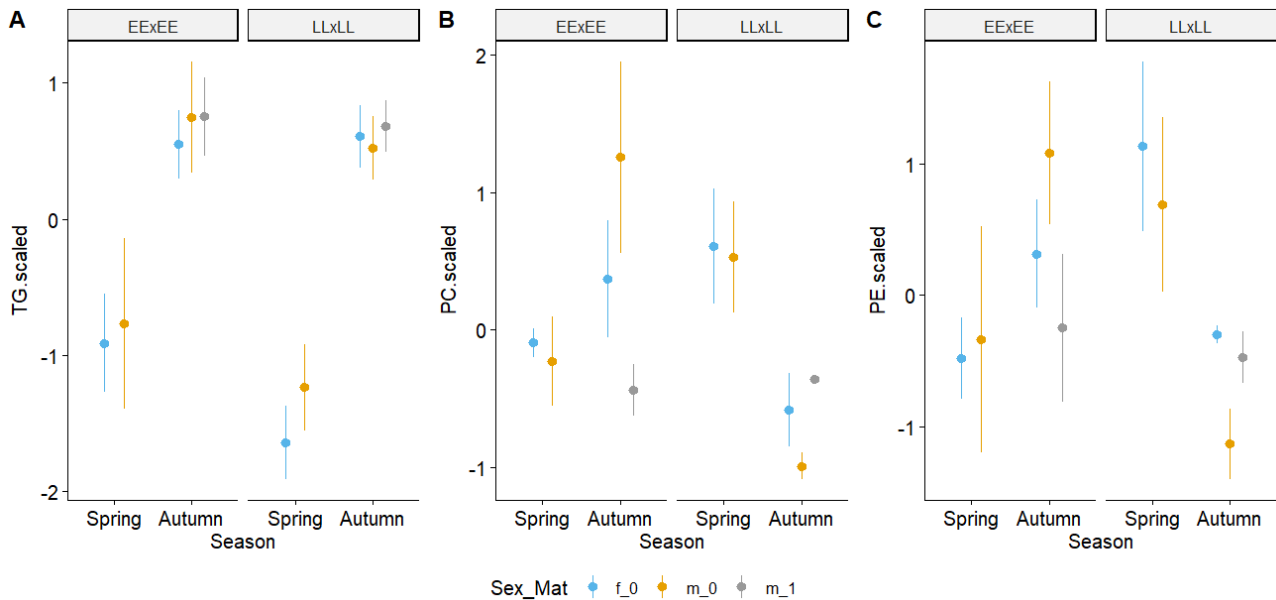 A
EExEE
LLxLL
TG.scaled
1
0
-1
-2
Spring
Autumn
Spring
Autumn
Season
B
EExEE
LLxLL
PC.scaled
2
1
0
-1
Spring
Autumn
Spring
Autumn
Season
C
EExEE
LLxLL
PE.scaled
1
0
-1
Spring
Autumn
Spring
Autumn
Season
Sex_Mat f_0 m_0 m_1